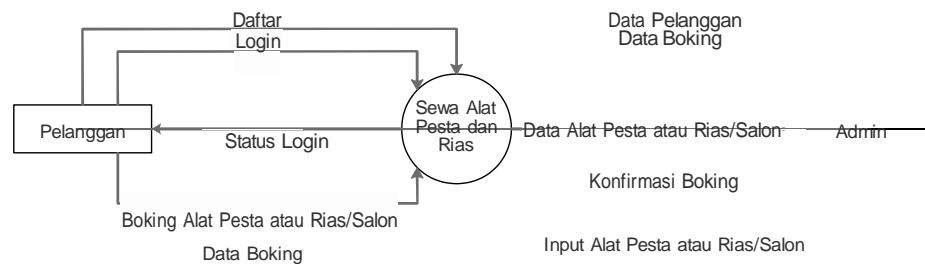 Daftar
Login
Data Pelanggan
Data Boking
Pelanggan
Status Login
Sewa Alat
Pesta dan
Rias
Data Alat Pesta atau Rias/Salon
Admin
Konfirmasi Boking
Boking Alat Pesta atau Rias/Salon
Data Boking
Input Alat Pesta atau Rias/Salon